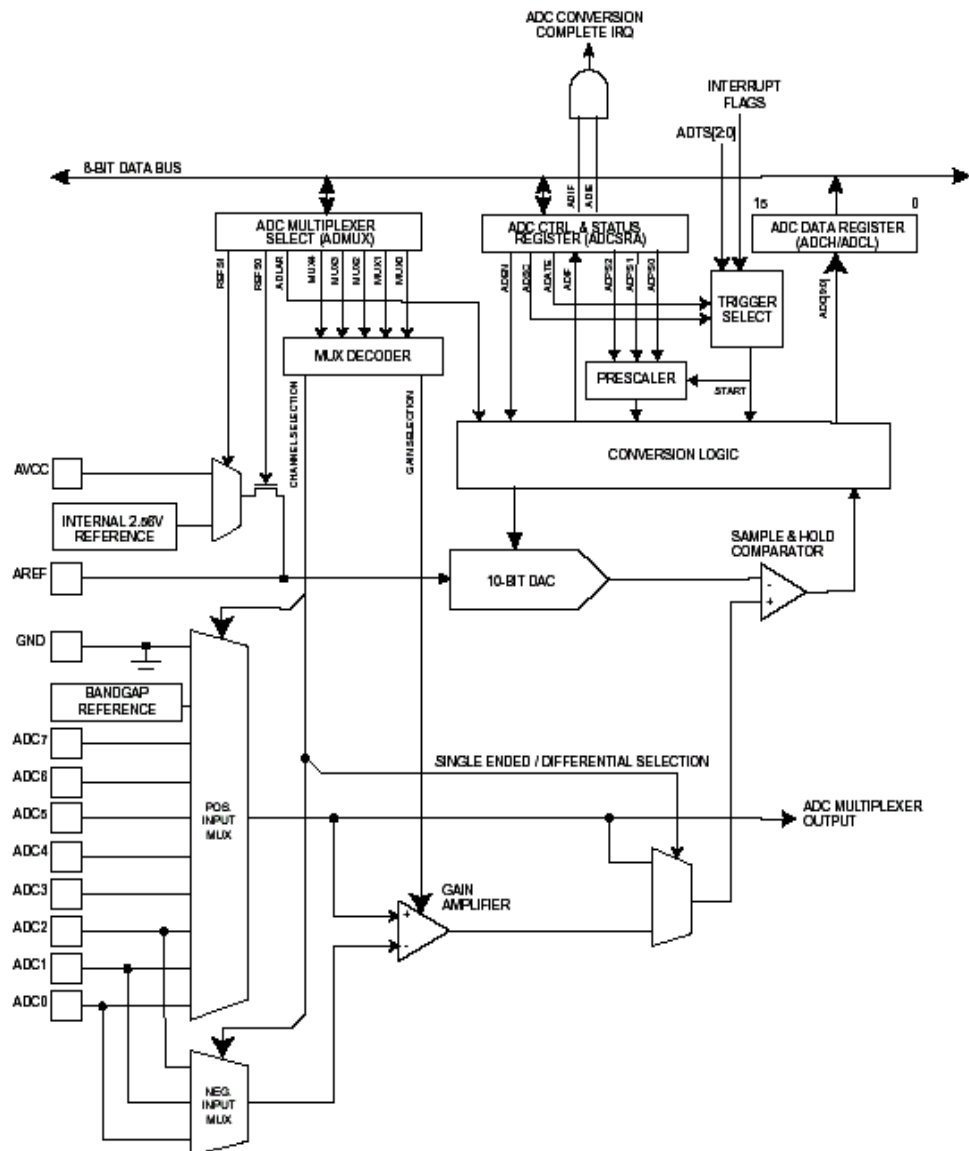 ADC CONVERSION
COMPLETE IRQ
INTERRUPT
FLAGS
ADTS[2:0]
8-BIT DATA BUS
ADIF
ADIE
15
0
ADC MULTIPLEXER
SELECT (ADMUX)
ADC CTRL. & STATUS
REGISTER (ADCSRA)
ADC DATA REGISTER
(ADCH/ADCL)
REFS1
REFS0
ADLAR
MUX4
MUX3
MUX2
MUX1
MUX0
ADEN
ADSC
ADATE
ADIF
ADPS2
ADPS1
ADPS0
ADC[9:0]
TRIGGER
SELECT
MUX DECODER
PRESCALER
START
CHANNEL SELECTION
GAIN SELECTION
CONVERSION LOGIC
AVCC
INTERNAL 2.56V
REFERENCE
AREF
10-BIT DAC
SAMPLE & HOLD
COMPARATOR
-
+
GND
BANDGAP
REFERENCE
ADC7
ADC6
ADC5
ADC4
ADC3
ADC2
ADC1
ADC0
POS.
INPUT
MUX
SINGLE ENDED / DIFFERENTIAL SELECTION
ADC MULTIPLEXER
OUTPUT
GAIN
AMPLIFIER
+
-
NEG.
INPUT
MUX